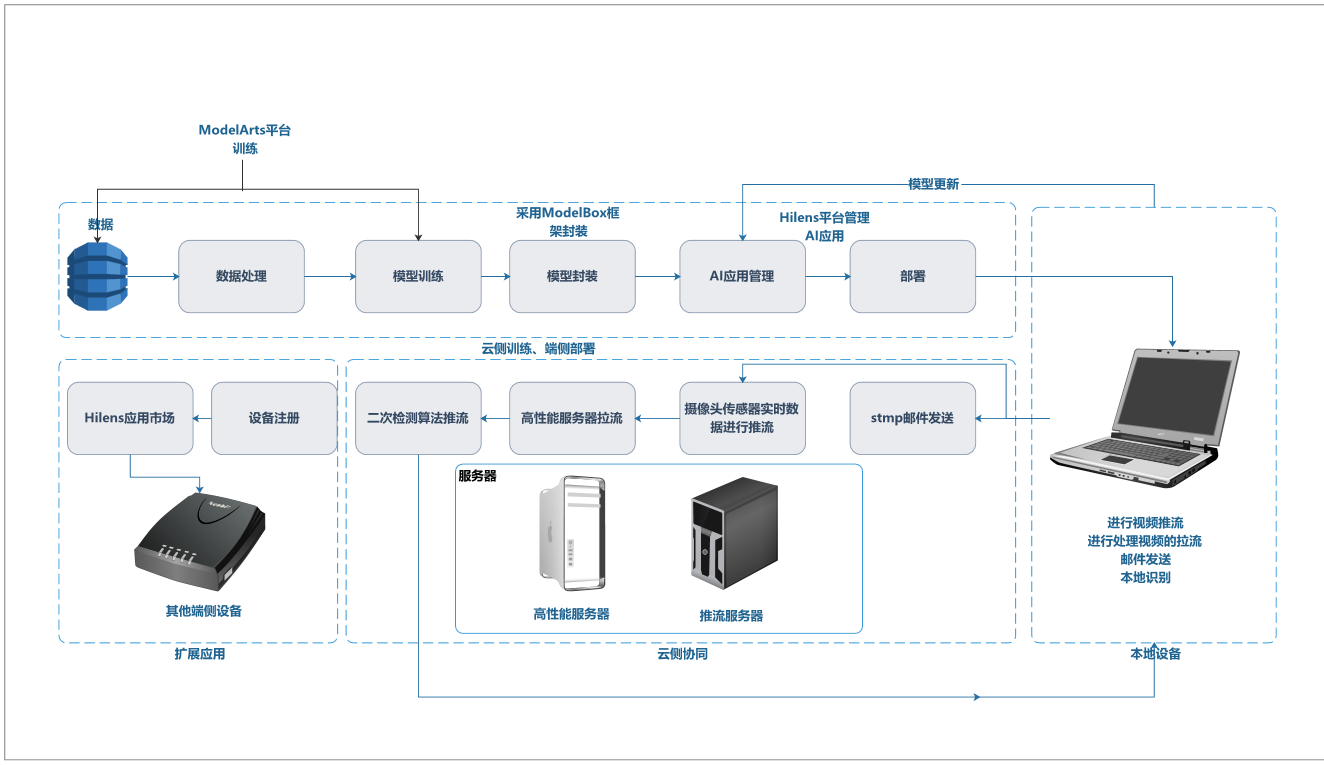 ModelArts平台
训练
模型更新
数据
采用ModelBox框
架封装
Hilens平台管理
AI应用
数据处理
模型训练
模型封装
AI应用管理
部署
云侧训练、端侧部署
Hilens应用市场
设备注册
二次检测算法推流
高性能服务器拉流
摄像头传感器实时数
据进行推流
stmp邮件发送
服务器
进行视频推流
进行处理视频的拉流
邮件发送
本地识别
其他端侧设备
高性能服务器
推流服务器
扩展应用
云侧协同
本地设备